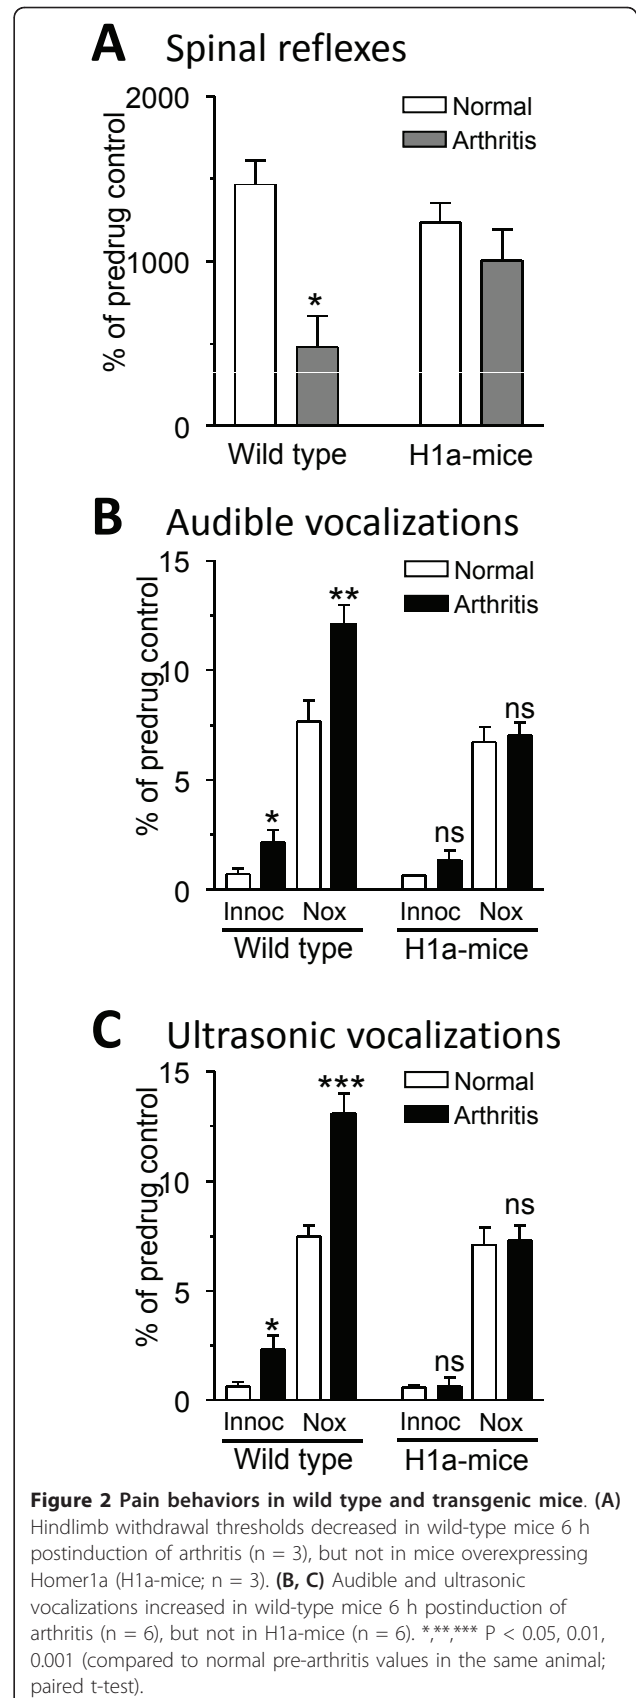 A Spinal reflexes
2000
Normal
Arthritis
% of predrug control
1000
*
0
Wild type H1a-mice
B Audible vocalizations
15
Normal
Arthritis
**
% of predrug control
10
ns
5
*
ns
0
Innoc Nox Innoc Nox
Wild type H1a-mice
C Ultrasonic vocalizations
15
Normal
Arthritis
***
% of predrug control
10
ns
5
*
ns
0
Innoc Nox Innoc Nox
Wild type H1a-mice
Figure 2 Pain behaviors in wild type and transgenic mice. (A)
Hindlimb withdrawal thresholds decreased in wild-type mice 6 h
postinduction of arthritis (n = 3), but not in mice overexpressing
Homer1a (H1a-mice; n = 3). (B, C) Audible and ultrasonic
vocalizations increased in wild-type mice 6 h postinduction of
arthritis (n = 6), but not in H1a-mice (n = 6). *,**,*** P < 0.05, 0.01,
0.001 (compared to normal pre-arthritis values in the same animal;
paired t-test).